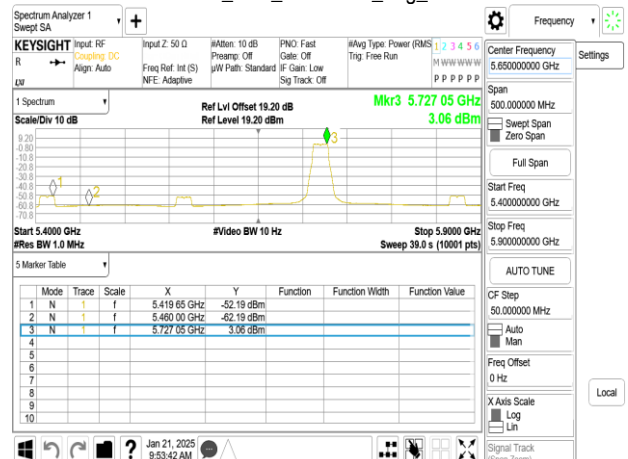 Spectrum Analyzer 1
Swept SA
Frequency
Settings
KEYSIGHT
R
Input: RF
Coupling: DC
Align: Auto
Input Z: 50 Ω
Freq Ref: Int (S)
NFE: Adaptive
#Atten: 10 dB
Preamp: Off
µW Path: Standard
PNO: Fast
Gate: Off
IF Gain: Low
Sig Track: Off
#Avg Type: Power (RMS
Trig: Free Run
1 2 3 4 5 6
M W W W W W
P P P P P P
1 Spectrum
Scale/Div 10 dB
Ref Lvl Offset 19.20 dB
Ref Level 19.20 dBm
Mkr3 5.727 05 GHz
3.06 dBm
9.20
-0.80
-10.8
-20.8
-30.8
-40.8
-50.8
-60.8
-70.8
1
2
3
Start 5.4000 GHz
#Res BW 1.0 MHz
#Video BW 10 Hz
Stop 5.9000 GHz
Sweep 39.0 s (10001 pts)
5 Marker Table
Mode Trace Scale X Y Function Function Width Function Value
1 N 1 f 5.419 65 GHz -52.19 dBm
2 N 1 f 5.460 00 GHz -62.19 dBm
3 N 1 f 5.727 05 GHz 3.06 dBm
4
5
6
7
8
9
10
Center Frequency
5.650000000 GHz
Span
500.000000 MHz
Swept Span
Zero Span
Full Span
Start Freq
5.400000000 GHz
Stop Freq
5.900000000 GHz
AUTO TUNE
CF Step
50.000000 MHz
Auto
Man
Freq Offset
0 Hz
X Axis Scale
Log
Lin
Signal Track
Local
?
Jan 21, 2025
9:53:42 AM